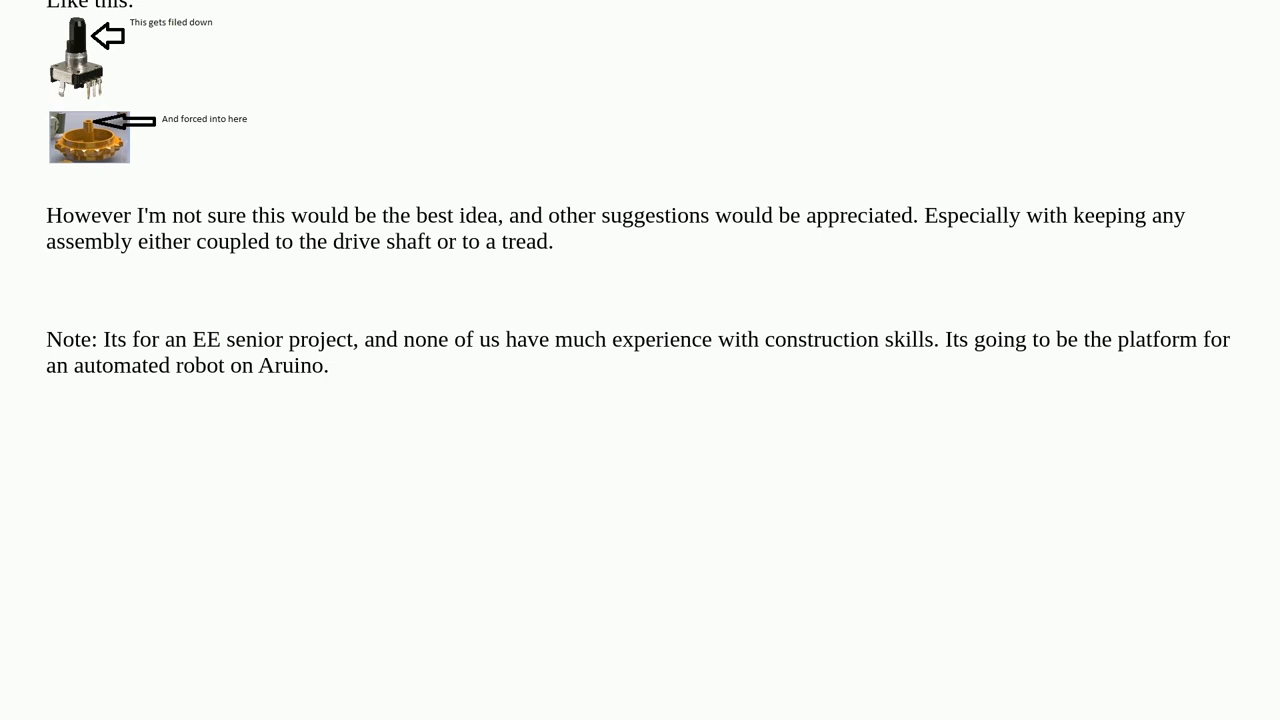 Like this:
This gets filed down
And forced into here
However I'm not sure this would be the best idea, and other suggestions would be appreciated. Especially with keeping any
assembly either coupled to the drive shaft or to a tread.
Note: Its for an EE senior project, and none of us have much experience with construction skills. Its going to be the platform for
an automated robot on Aruino.